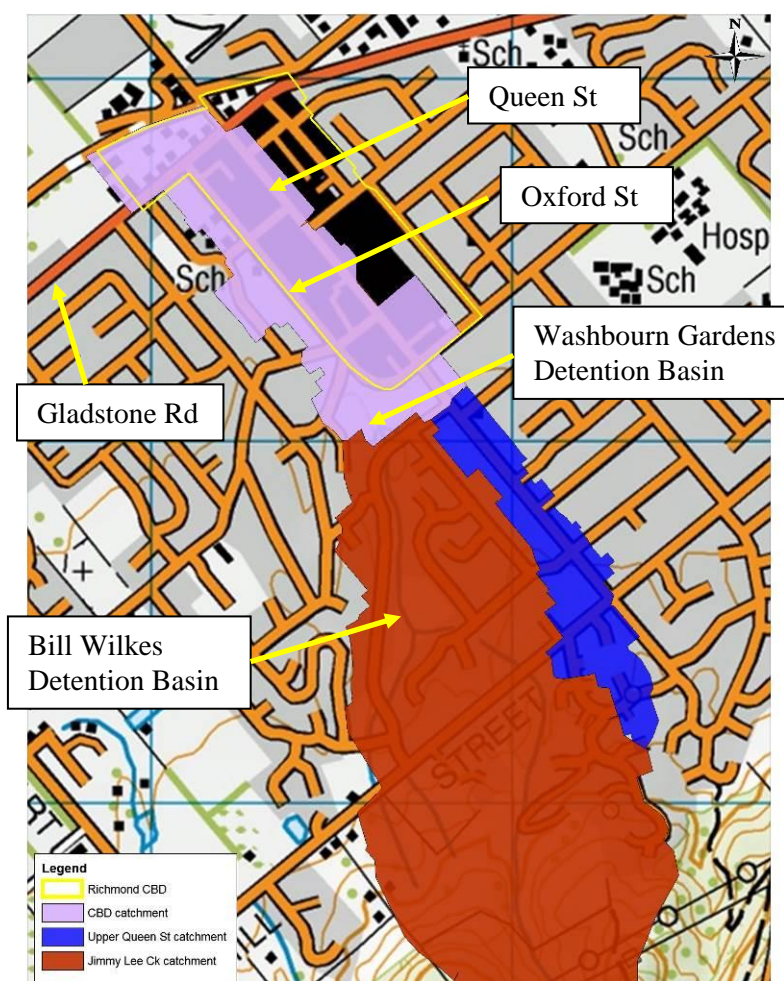 N
Sch
Queen St
Sch
Oxford St
Hosp
Sch
Sch
Washbourn Gardens
Detention Basin
Gladstone Rd
Bill Wilkes
Detention Basin
STREET
RT
Legend
Richmond CBD
CBD catchment
Upper Queen St catchment
Jimmy Lee Ck catchment